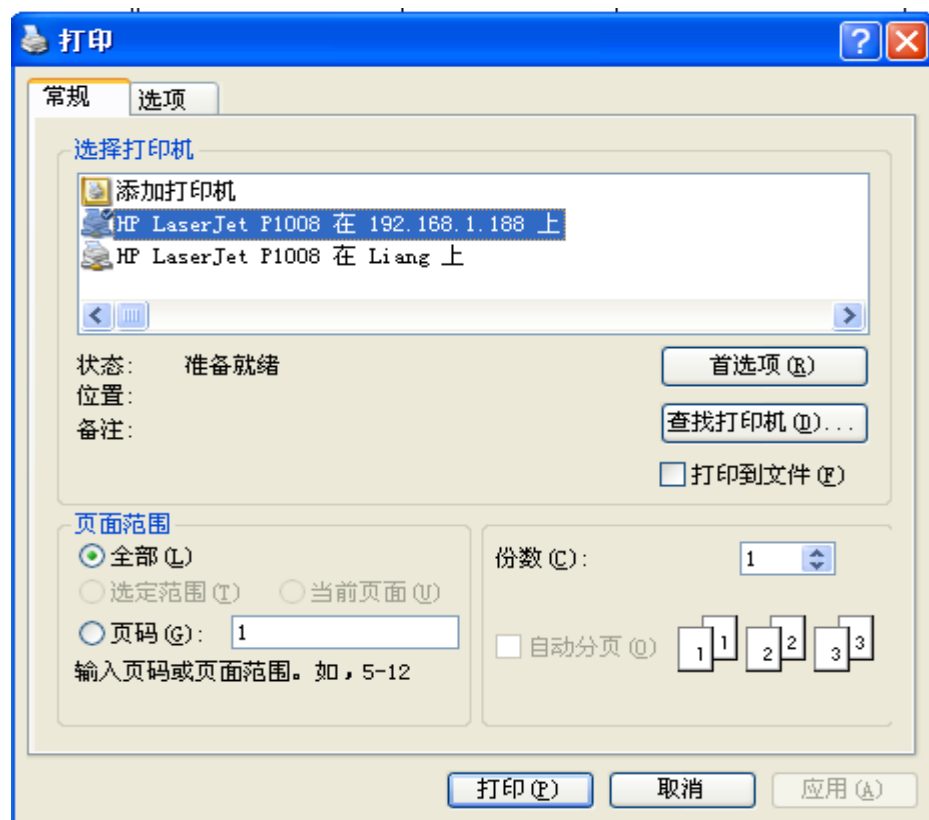 打印
常规 选项
选择打印机
添加打印机
HP LaserJet P1008 在 192.168.1.188 上
HP LaserJet P1008 在 Liang 上
状态: 准备就绪 首选项(R)
位置:
备注: 查找打印机(D)...
打印到文件(F)
页面范围
全部(L) 份数(C): 1
选定范围(T) 当前页面(U)
页码(G): 1
自动分页(O) 1 1 2 2 3 3
输入页码或页面范围。如,5-12
打印(P) 取消 应用(A)